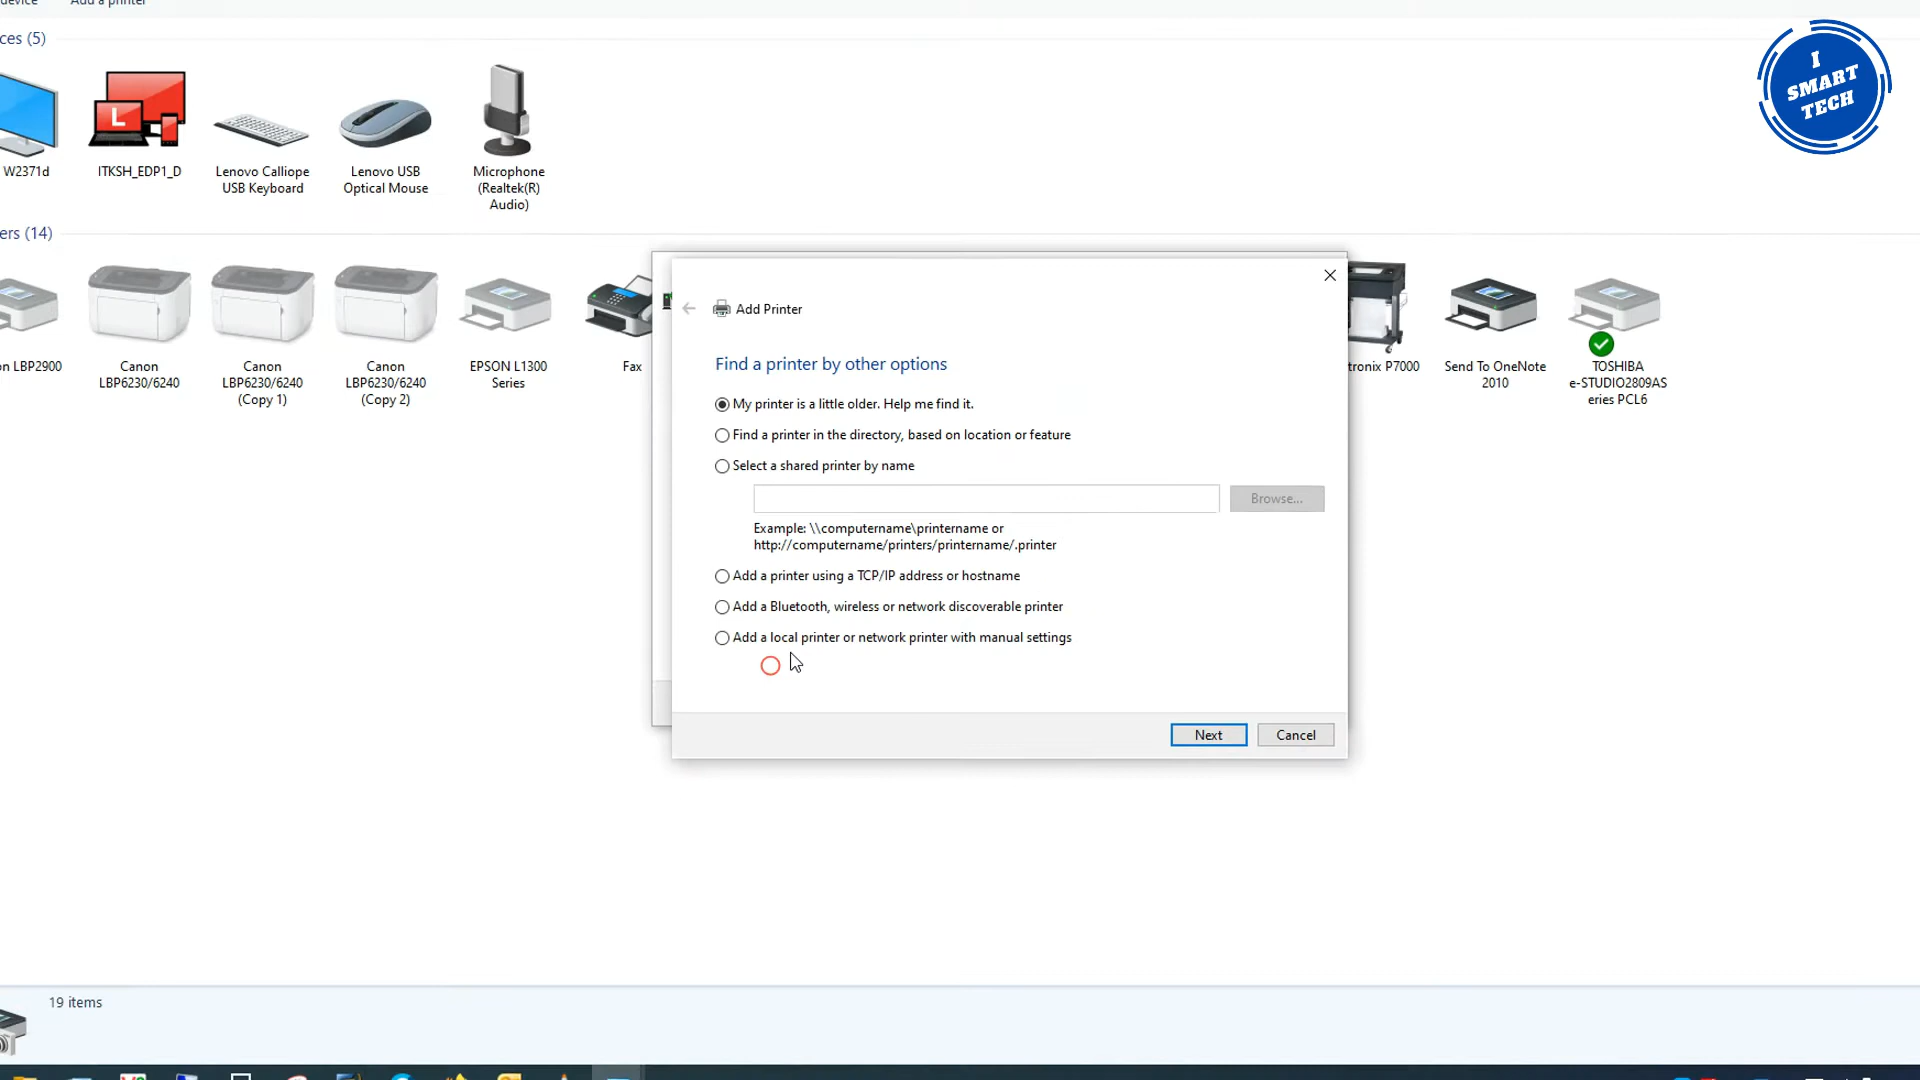 device Add a printer
ces (5)
I
SMART
TECH
L
W2371d
ITKSH_EDP1_D
Lenovo Calliope
USB Keyboard
Lenovo USB
Optical Mouse
Microphone
(Realtek(R)
Audio)
ers (14)
on LBP2900
Canon
LBP6230/6240
Canon
LBP6230/6240
(Copy 1)
Canon
LBP6230/6240
(Copy 2)
EPSON L1300
Series
Fax
tronix P7000
Send To OneNote
2010
TOSHIBA
e-STUDIO2809AS
eries PCL6
Add Printer
Find a printer by other options
My printer is a little older. Help me find it.
Find a printer in the directory, based on location or feature
Select a shared printer by name
Browse...
Example: \\computername\printername or
http://computername/printers/printername/.printer
Add a printer using a TCP/IP address or hostname
Add a Bluetooth, wireless or network discoverable printer
Add a local printer or network printer with manual settings
Next
Cancel
19 items